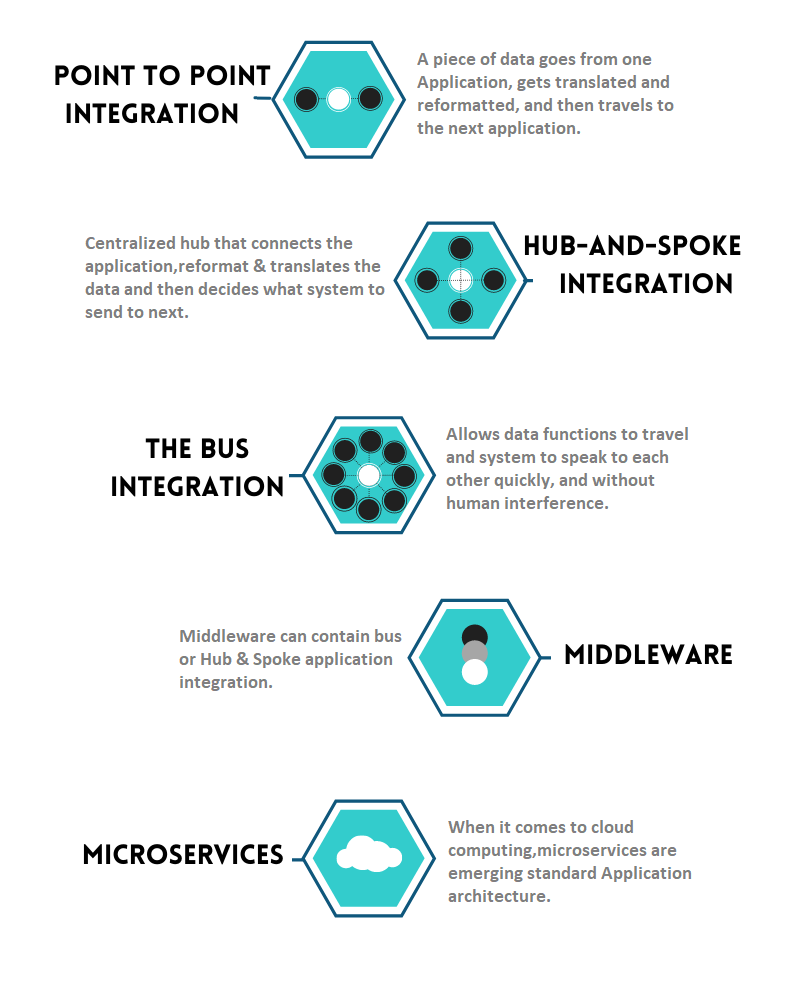 POINT TO POINT
INTEGRATION
A piece of data goes from one
Application, gets translated and
reformatted, and then travels to
the next application.
Centralized hub that connects the
application,reformat & translates the
data and then decides what system to
send to next.
HUB-AND-SPOKE
INTEGRATION
THE BUS
INTEGRATION
Allows data functions to travel
and system to speak to each
other quickly, and without
human interference.
Middleware can contain bus
or Hub & Spoke application
integration.
MIDDLEWARE
MICROSERVICES
When it comes to cloud
computing,microservices are
emerging standard Application
architecture.